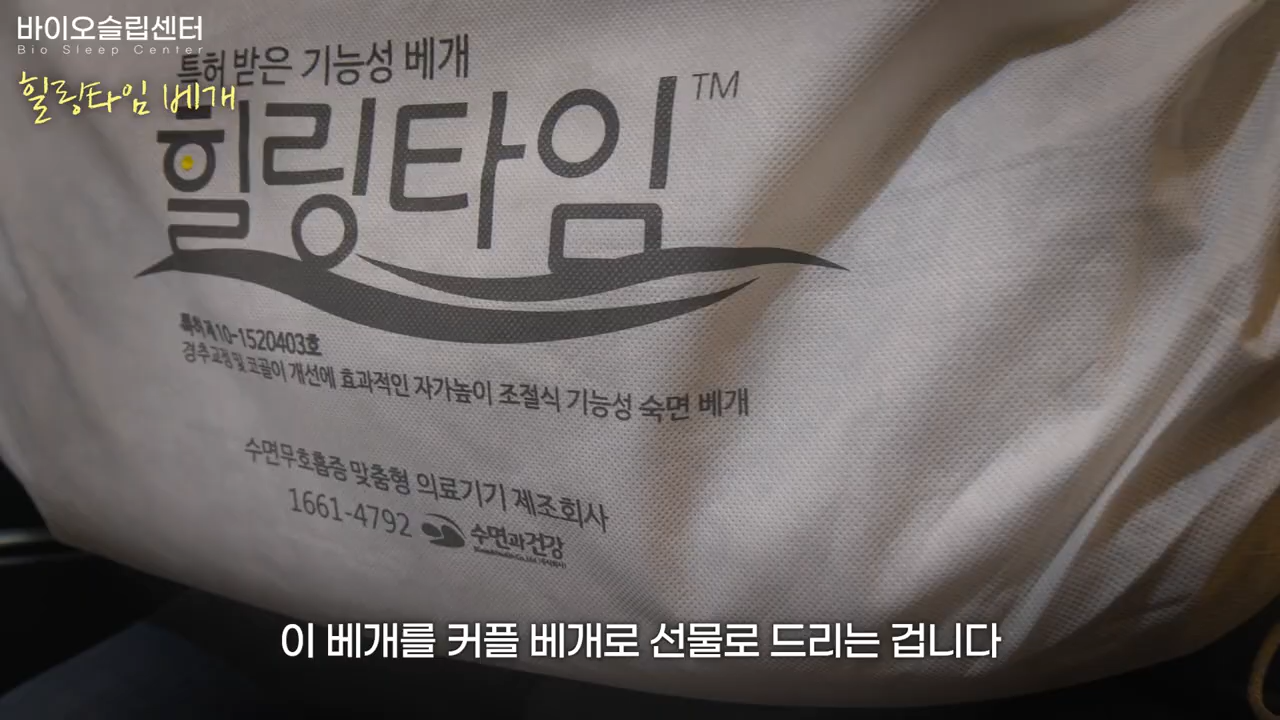 바이오슬립센터
Bio Sleep Center
힐링타임 베개
특허 받은 기능성 베개
힐링타임 TM
특허 제10-1520403호
경추교정 및 코골이 개선에 효과적인 자가높이 조절식 기능성 숙면 베개
수면무호흡증 맞춤형 의료기기 제조회사
1661-4792 수면과건강
이 베개를 커플 베개로 선물로 드리는 겁니다